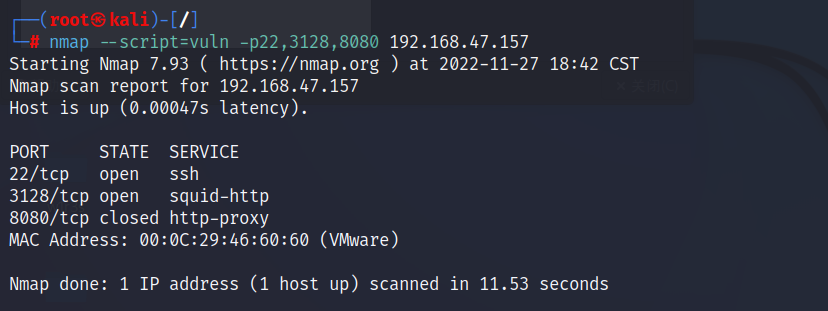 ┌──(root㉿kali)-[/]
└─# nmap --script=vuln -p22,3128,8080 192.168.47.157
Starting Nmap 7.93 ( https://nmap.org ) at 2022-11-27 18:42 CST
Nmap scan report for 192.168.47.157
Host is up (0.00047s latency).

PORT     STATE  SERVICE
22/tcp   open   ssh
3128/tcp open   squid-http
8080/tcp closed http-proxy
MAC Address: 00:0C:29:46:60:60 (VMware)

Nmap done: 1 IP address (1 host up) scanned in 11.53 seconds